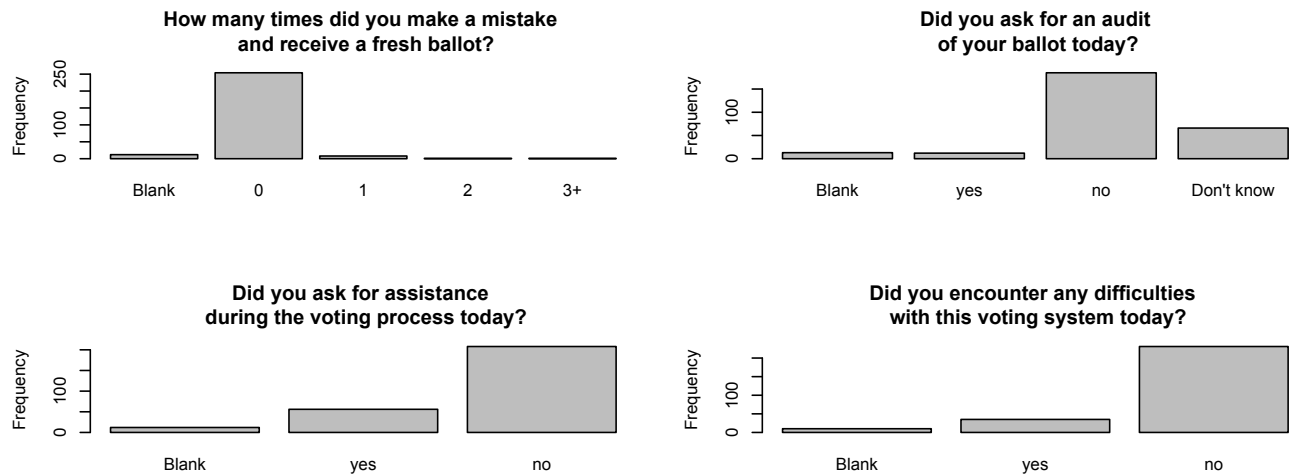 How many times did you make a mistake
and receive a fresh ballot?
Frequency
0
100
250
Blank
0
1
2
3+
Did you ask for an audit
of your ballot today?
Frequency
0
100
Blank
yes
no
Don't know
Did you ask for assistance
during the voting process today?
Frequency
0
100
Blank
yes
no
Did you encounter any difficulties
with this voting system today?
Frequency
0
100
Blank
yes
no